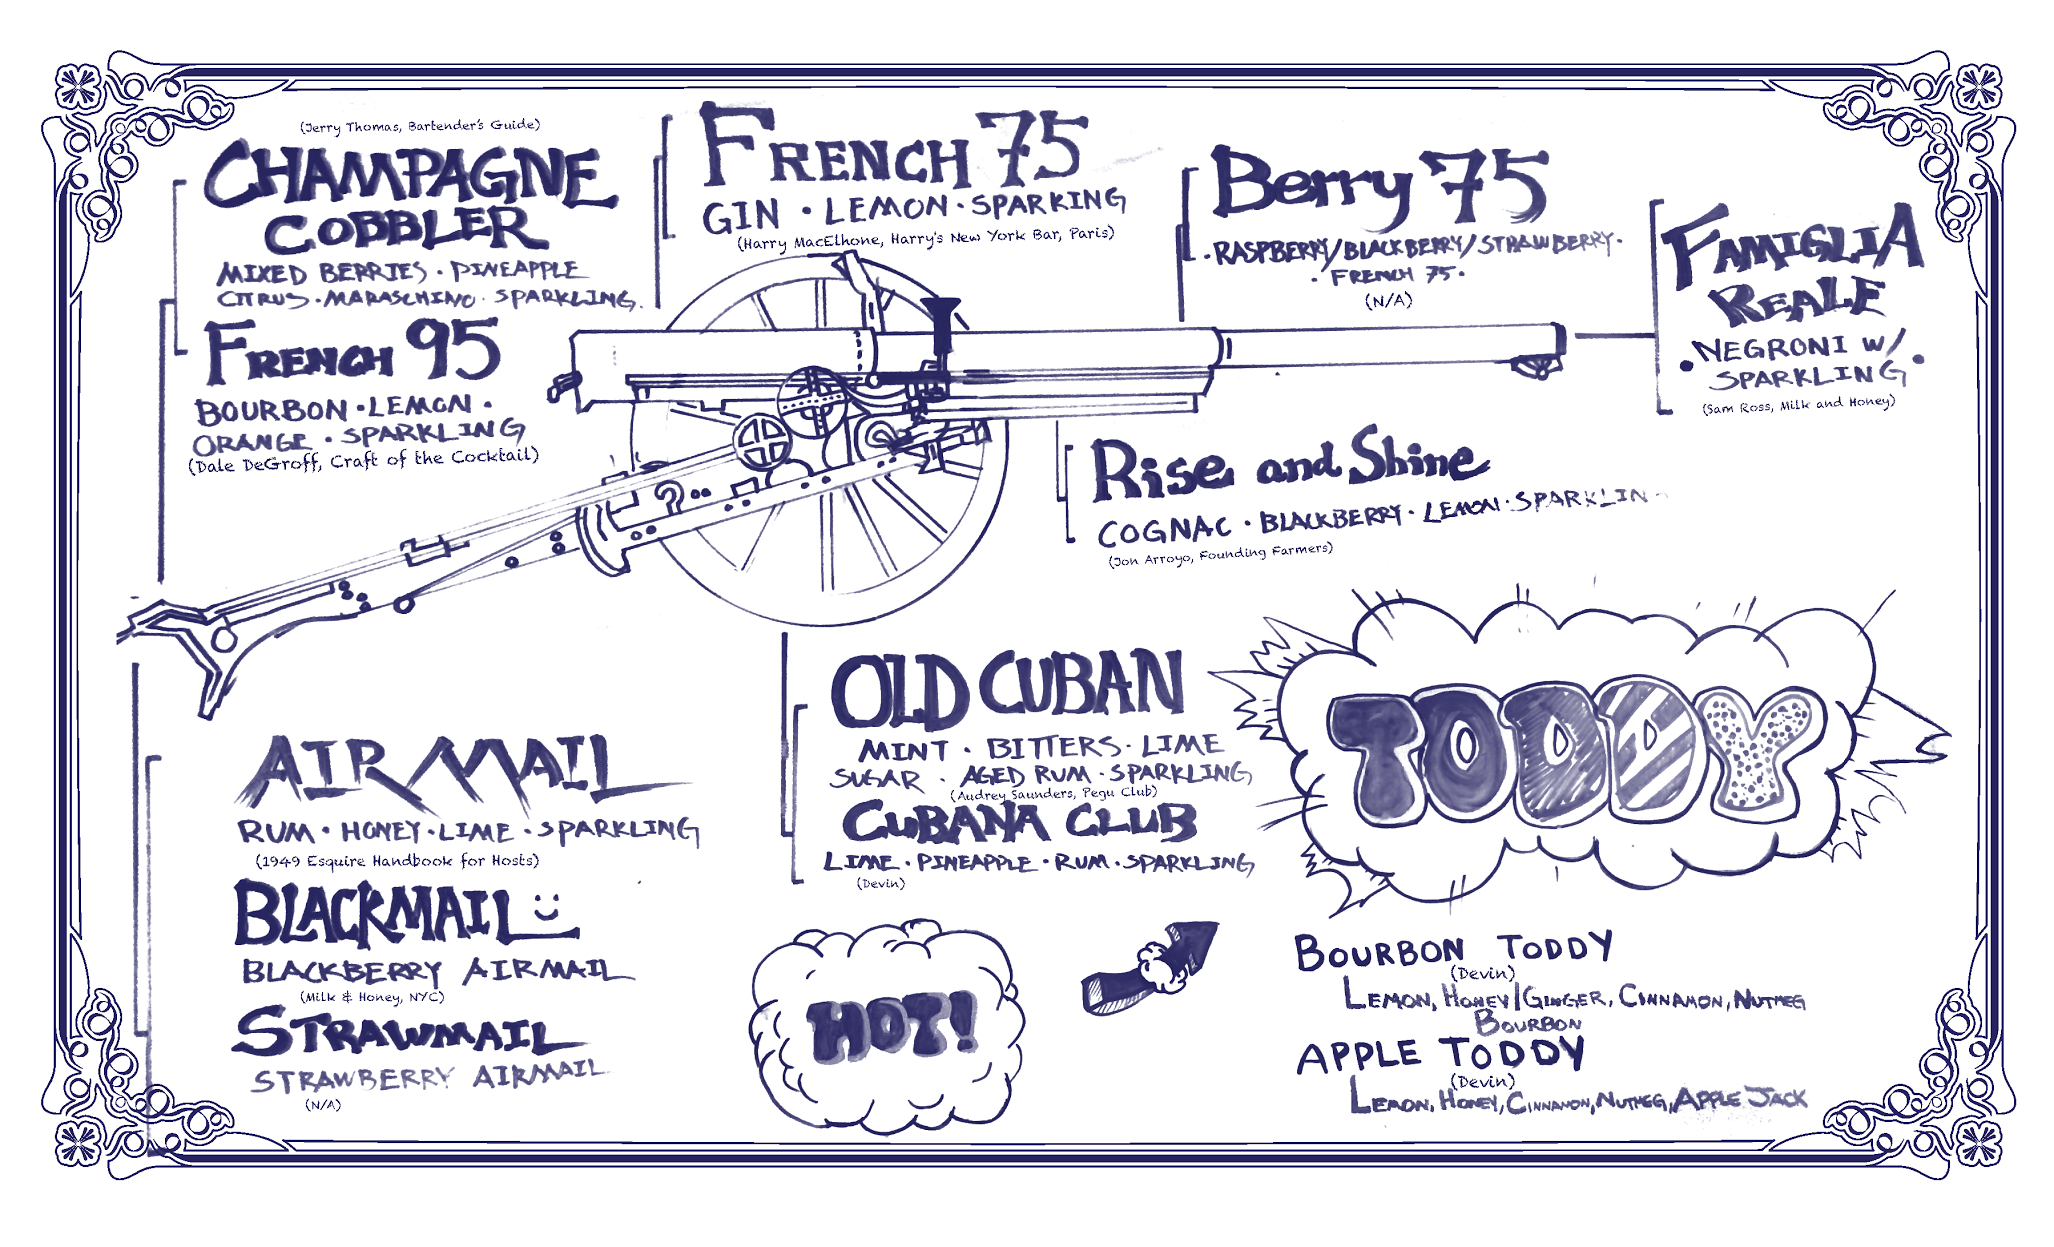 (Jerry Thomas, Bartender's Guide)
CHAMPAGNE
COBBLER
MIXED BERRIES · PINEAPPLE
CITRUS · MARASCHINO · SPARKLING.
FRENCH 95
BOURBON · LEMON ·
ORANGE · SPARKLING
(Dale DeGroff, Craft of the Cocktail)
FRENCH 75
GIN · LEMON · SPARKING
(Harry MacElhone, Harry's New York Bar, Paris)
Berry 75
· RASPBERRY/BLACKBERRY/STRAWBERRY ·
· FRENCH 75 ·
(N/A)
FAMIGLIA
REALE
· NEGRONI W/ ·
SPARKLING
(Sam Ross, Milk and Honey)
Rise and Shine
COGNAC · BLACKBERRY · LEMON · SPARKLIN
(Jon Arroyo, Founding Farmers)
AIRMAIL
RUM · HONEY · LIME · SPARKLING
(1949 Esquire Handbook for Hosts)
BLACKMAIL
BLACKBERRY AIRMAIL
(Milk & Honey, NYC)
STRAWMAIL
STRAWBERRY AIRMAIL
(N/A)
OLD CUBAN
MINT · BITTERS · LIME
SUGAR · AGED RUM · SPARKLING
(Audrey Saunders, Pegu Club)
CUBANA CLUB
LIME · PINEAPPLE · RUM · SPARKLING
(Devin)
HOT!
TODDY
BOURBON TODDY
(Devin)
LEMON, HONEY/GINGER, CINNAMON, NUTMEG
BOURBON
APPLE TODDY
(Devin)
LEMON, HONEY, CINNAMON, NUTMEG, APPLE JACK